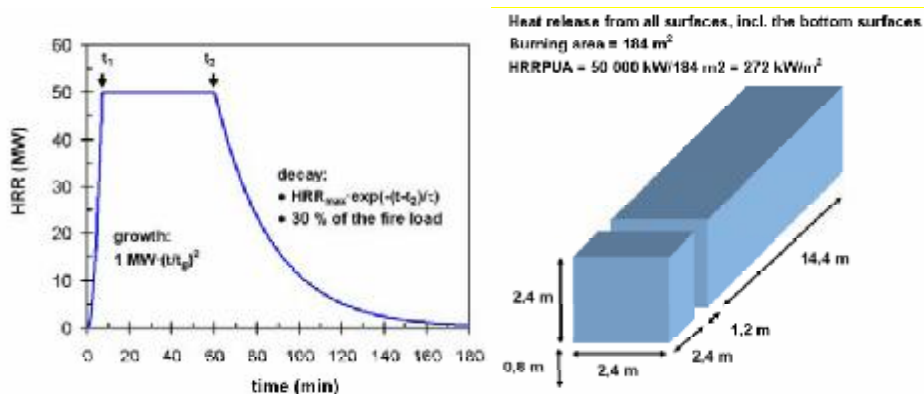 HRR (MW)
60
50
40
30
20
10
0
t₁
t₂
growth:
1 MW·(t/t_g)²
decay:
• HRR_max·exp(-(t-t₂)/τ)
• 30 % of the fire load
0 20 40 60 80 100 120 140 160 180
time (min)
Heat release from all surfaces, incl. the bottom surfaces
Burning area = 184 m²
HRRPUA = 50 000 kW/184 m2 = 272 kW/m²
2,4 m
0,8 m
2,4 m
2,4 m
1,2 m
14,4 m